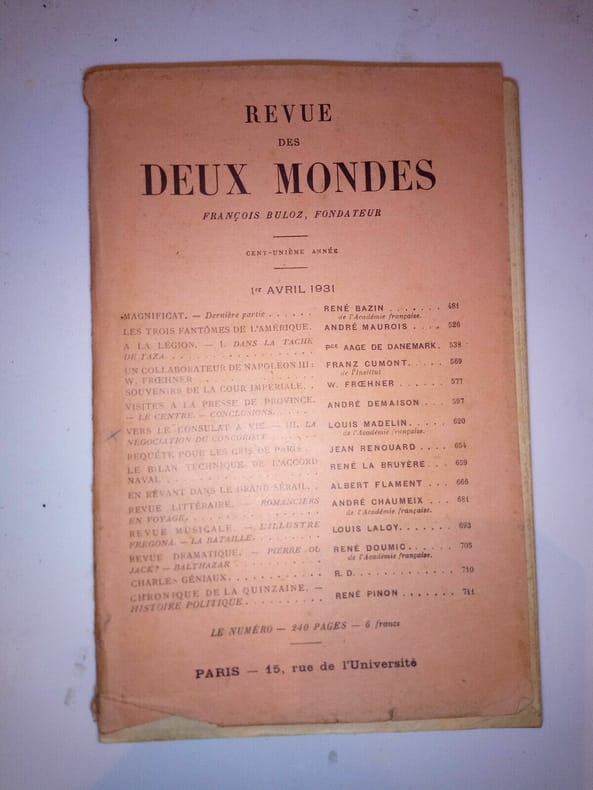 REVUE
DES
DEUX MONDES
FRANÇOIS BULOZ, FONDATEUR
CENT-UNIÈME ANNÉE
1er AVRIL 1931
MAGNIFICAT. — Dernière partie . . . . . . RENÉ BAZIN . . . . . . . 481
de l'Académie française.
LES TROIS FANTÔMES DE L'AMÉRIQUE. ANDRÉ MAUROIS . . . . 526
A LA LÉGION. — I. DANS LA TACHE
DE TAZA. . . . . . . . . . . . . . . . . Pce AAGE DE DANEMARK. 538
UN COLLABORATEUR DE NAPOLÉON III :
W. FRŒHNER . . . . . . . . . . . . . . FRANZ CUMONT. . . . . 569
de l'Institut
SOUVENIRS DE LA COUR IMPÉRIALE. . W. FRŒHNER . . . . . 577
VISITES A LA PRESSE DE PROVINCE.
— LE CENTRE. — CONCLUSIONS. . . . . . ANDRÉ DEMAISON . . . 597
VERS LE CONSULAT A VIE. — III. LA
NÉGOCIATION DU CONCORDAT . . . . . LOUIS MADELIN . . . . . 620
de l'Académie française.
REQUÊTE POUR LES GRIS DE PARIS. . JEAN RENOUARD . . . . 654
LE BILAN TECHNIQUE DE L'ACCORD
NAVAL . . . . . . . . . . . . . . . . . . RENÉ LA BRUYÈRE . . . 659
EN RÊVANT DANS LE GRAND SÉRAIL. . ALBERT FLAMENT . . . . 666
REVUE LITTÉRAIRE. — ROMANCIERS
EN VOYAGE. . . . . . . . . . . . . . . . ANDRÉ CHAUMEIX . . . 681
de l'Académie française.
REVUE MUSICALE. — L'ILLUSTRE
FREGONA. — LA BATAILLE. . . . . . . . LOUIS LALOY. . . . . . . 693
REVUE DRAMATIQUE. — PIERRE OU
JACK? — BALTHAZAR . . . . . . . . . . RENÉ DOUMIC . . . . . . 705
de l'Académie française.
CHARLES GÉNIAUX. . . . . . . . . . . . . R. D. . . . . . . . . . . . . 710
CHRONIQUE DE LA QUINZAINE. —
HISTOIRE POLITIQUE . . . . . . . . . . RENÉ PINON . . . . . . . 711
LE NUMÉRO — 240 PAGES — 6 francs
PARIS — 15, rue de l'Université